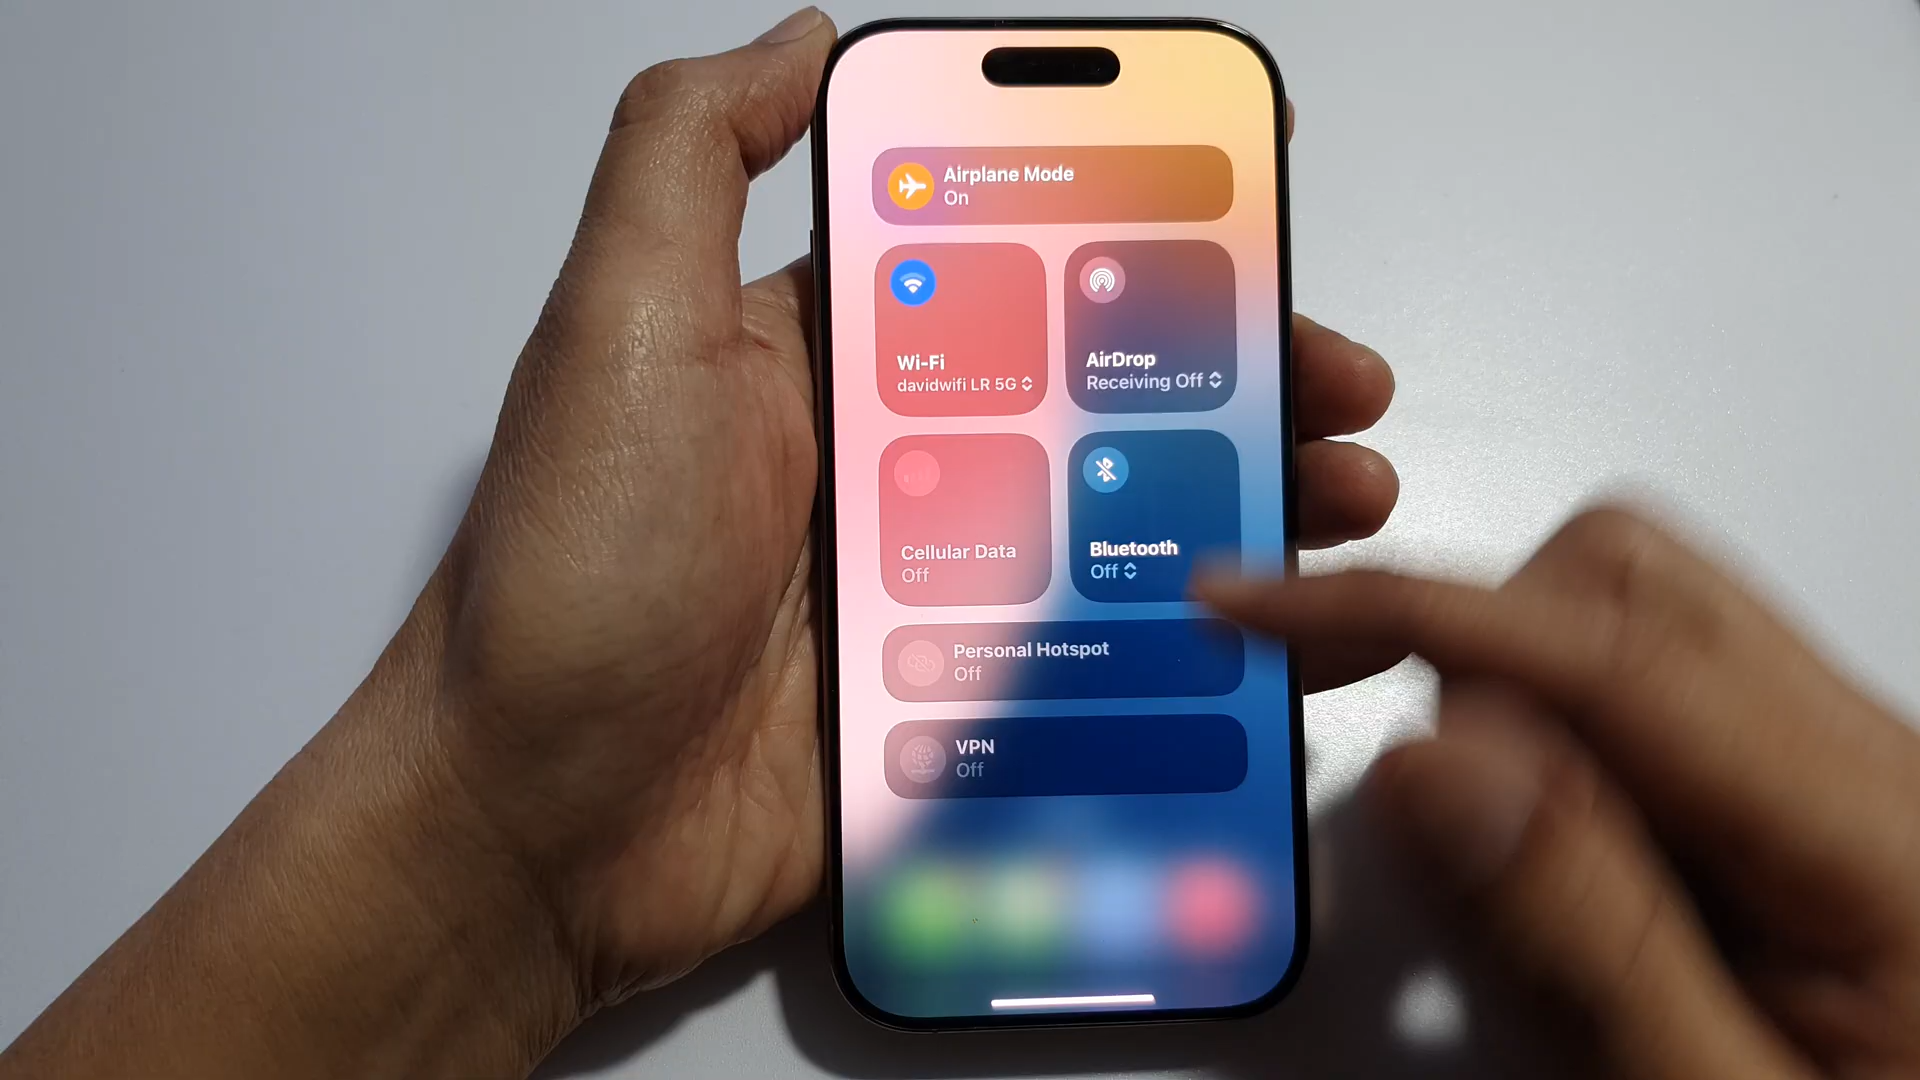 Airplane Mode
On
Wi-Fi
davidwifi LR 5G
AirDrop
Receiving Off
Cellular Data
Off
Bluetooth
Off
Personal Hotspot
Off
VPN
Off